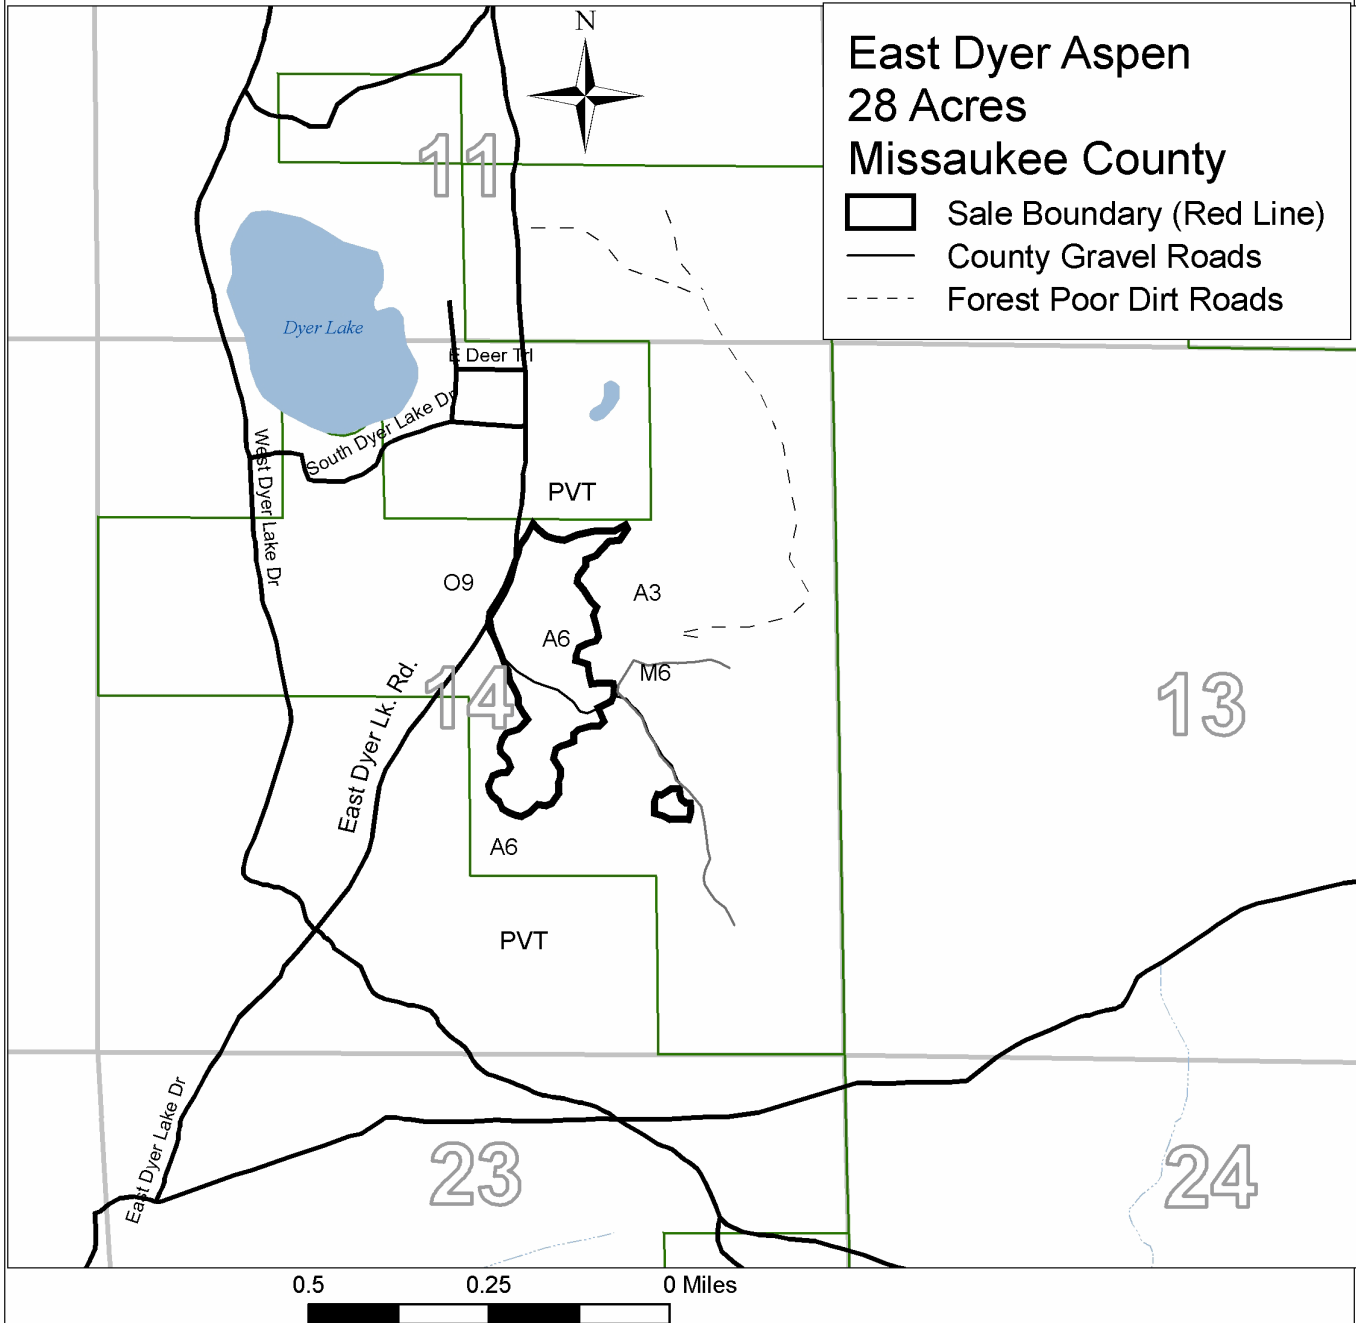 N
East Dyer Aspen
28 Acres
Missaukee County
Sale Boundary (Red Line)
County Gravel Roads
Forest Poor Dirt Roads
11
Dyer Lake
E Deer Trl
South Dyer Lake Dr
West Dyer Lake Dr
PVT
O9
A3
A6
M6
14
13
East Dyer Lk. Rd.
A6
PVT
East Dyer Lake Dr
23
24
0.5 0.25 0 Miles